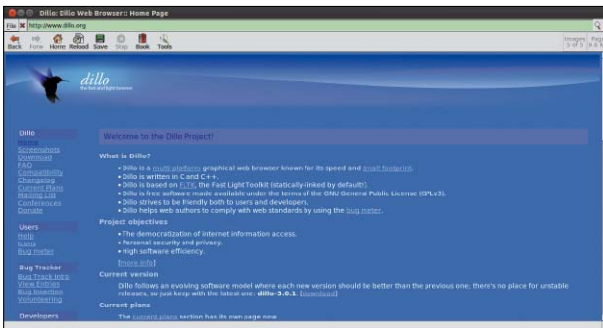 Dillo: Dillo Web Browser:: Home Page
File http://www.dillo.org
Back Forw Home Reload Save Stop Book Tools
Images
3 of 5
dillo
the fast and light browser
Dillo
Home
Screenshots
Download
FAQ
Compatibility
Changelog
Current Plans
Mailing List
Conferences
Donate
Users
Help
Icons
Bug meter
Bug Tracker
Bug Track Intro
View Entries
Bug Insertion
Volunteering
Developers
Welcome to the Dillo Project!
What is Dillo?
• Dillo is a multi-platform graphical web browser known for its speed and small footprint.
• Dillo is written in C and C++.
• Dillo is based on FLTK, the Fast Light Toolkit (statically-linked by default!).
• Dillo is free software made available under the terms of the GNU General Public License (GPLv3).
• Dillo strives to be friendly both to users and developers.
• Dillo helps web authors to comply with web standards by using the bug meter.
Project objectives
• The democratization of internet information access.
• Personal security and privacy.
• High software efficiency.
[more info]
Current version
Dillo follows an evolving software model where each new version should be better than the previous one; there's no place for unstable
releases, so just keep with the latest one: dillo-3.0.1. [download]
Current plans
The current plans section has its own page now